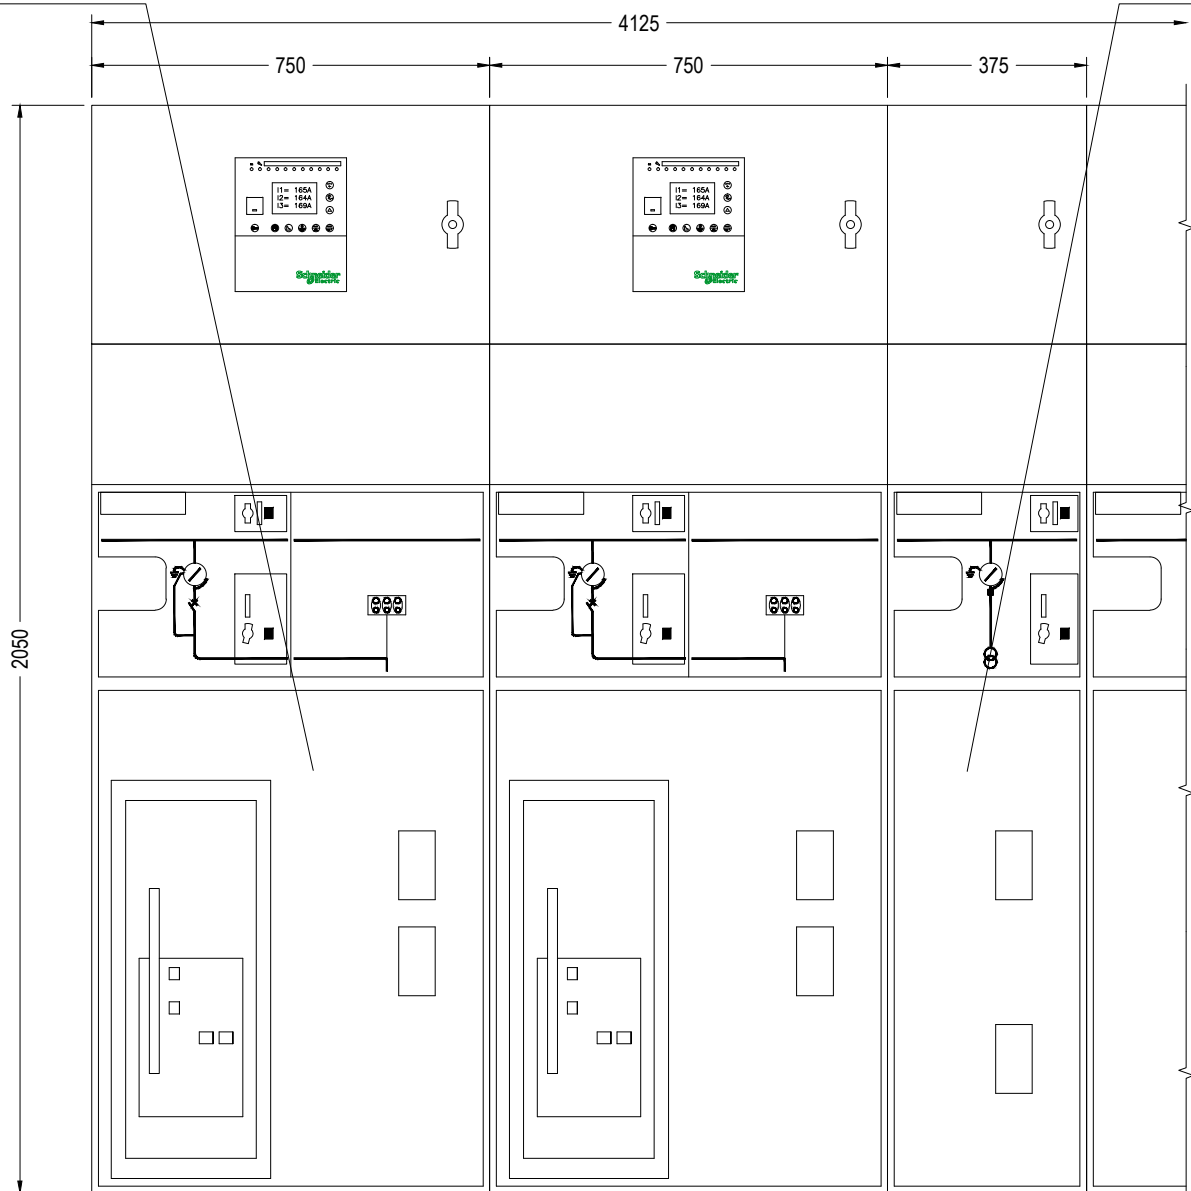 4125
750
750
375
I1= 165A
I2= 164A
I3= 169A
Schneider
Electric
I1= 165A
I2= 164A
I3= 169A
Schneider
Electric
2050